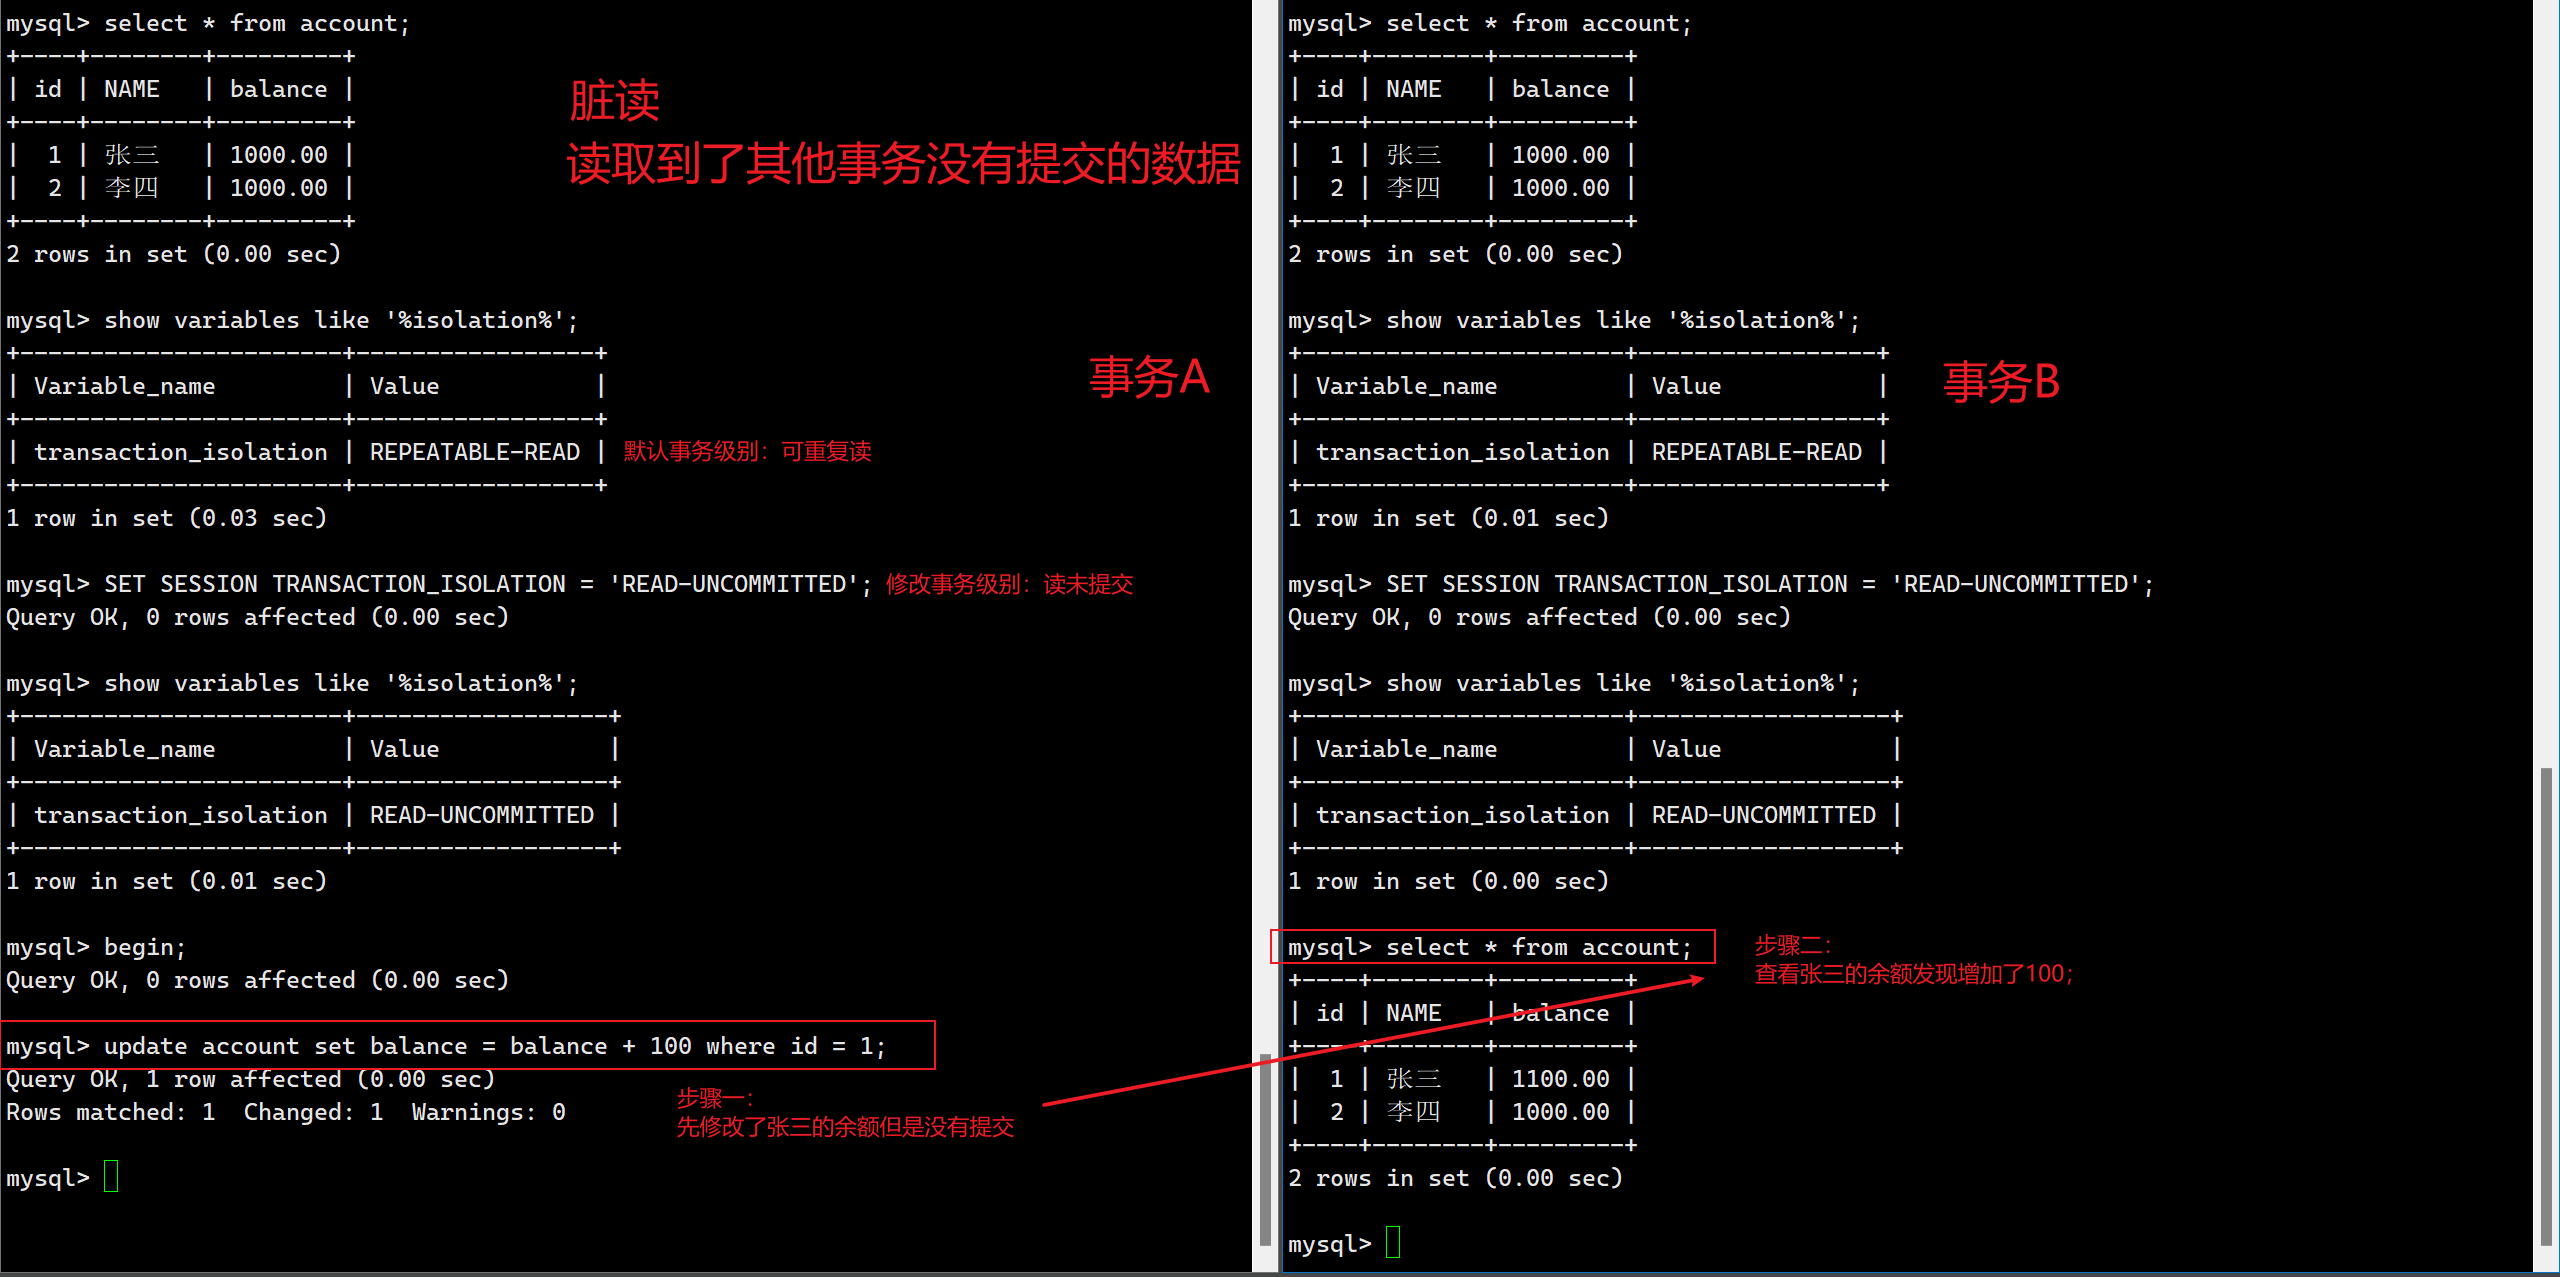 mysql> select * from account;
+----+--------+---------+
| id | NAME   | balance |
+----+--------+---------+
|  1 | 张三   | 1000.00 |
|  2 | 李四   | 1000.00 |
+----+--------+---------+
2 rows in set (0.00 sec)
脏读
读取到了其他事务没有提交的数据
mysql> show variables like '%isolation%';
+-----------------------+-----------------+
| Variable_name         | Value           |
+-----------------------+-----------------+
| transaction_isolation | REPEATABLE-READ | 默认事务级别：可重复读
+-----------------------+-----------------+
1 row in set (0.03 sec)
事务A
mysql> SET SESSION TRANSACTION_ISOLATION = 'READ-UNCOMMITTED'; 修改事务级别：读未提交
Query OK, 0 rows affected (0.00 sec)
mysql> show variables like '%isolation%';
+-----------------------+------------------+
| Variable_name         | Value            |
+-----------------------+------------------+
| transaction_isolation | READ-UNCOMMITTED |
+-----------------------+------------------+
1 row in set (0.01 sec)
mysql> begin;
Query OK, 0 rows affected (0.00 sec)
mysql> update account set balance = balance + 100 where id = 1;
Query OK, 1 row affected (0.00 sec)
Rows matched: 1  Changed: 1  Warnings: 0
步骤一：
先修改了张三的余额但是没有提交
mysql>
mysql> select * from account;
+----+--------+---------+
| id | NAME   | balance |
+----+--------+---------+
|  1 | 张三   | 1000.00 |
|  2 | 李四   | 1000.00 |
+----+--------+---------+
2 rows in set (0.00 sec)
mysql> show variables like '%isolation%';
+-----------------------+-----------------+
| Variable_name         | Value           |
+-----------------------+-----------------+
| transaction_isolation | REPEATABLE-READ |
+-----------------------+-----------------+
1 row in set (0.01 sec)
事务B
mysql> SET SESSION TRANSACTION_ISOLATION = 'READ-UNCOMMITTED';
Query OK, 0 rows affected (0.00 sec)
mysql> show variables like '%isolation%';
+-----------------------+------------------+
| Variable_name         | Value            |
+-----------------------+------------------+
| transaction_isolation | READ-UNCOMMITTED |
+-----------------------+------------------+
1 row in set (0.00 sec)
mysql> select * from account;
+----+--------+---------+
| id | NAME   | balance |
+----+--------+---------+
|  1 | 张三   | 1100.00 |
|  2 | 李四   | 1000.00 |
+----+--------+---------+
2 rows in set (0.00 sec)
步骤二：
查看张三的余额发现增加了100；
mysql>